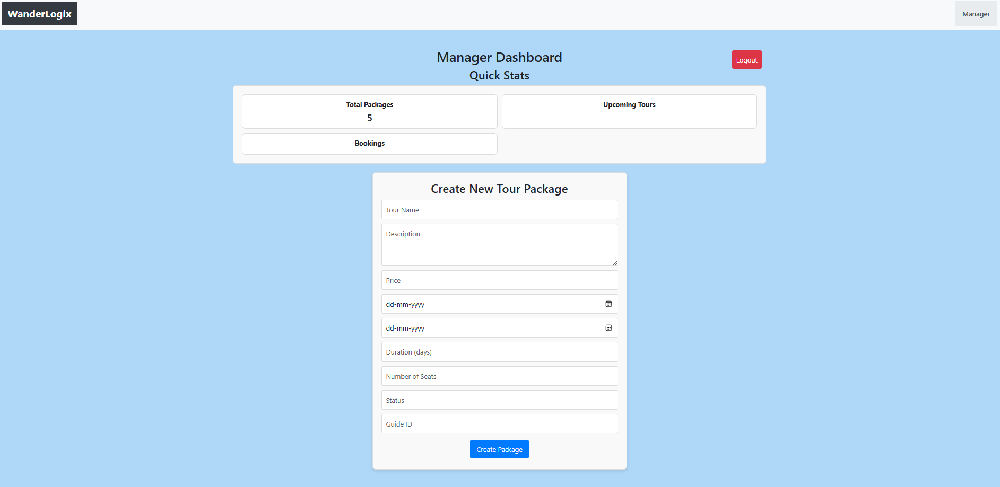 WanderLogix
Manager
Manager Dashboard
Logout
Quick Stats
Total Packages
5
Upcoming Tours
Bookings
Create New Tour Package
Tour Name
Description
Price
dd-mm-yyyy
dd-mm-yyyy
Duration (days)
Number of Seats
Status
Guide ID
Create Package